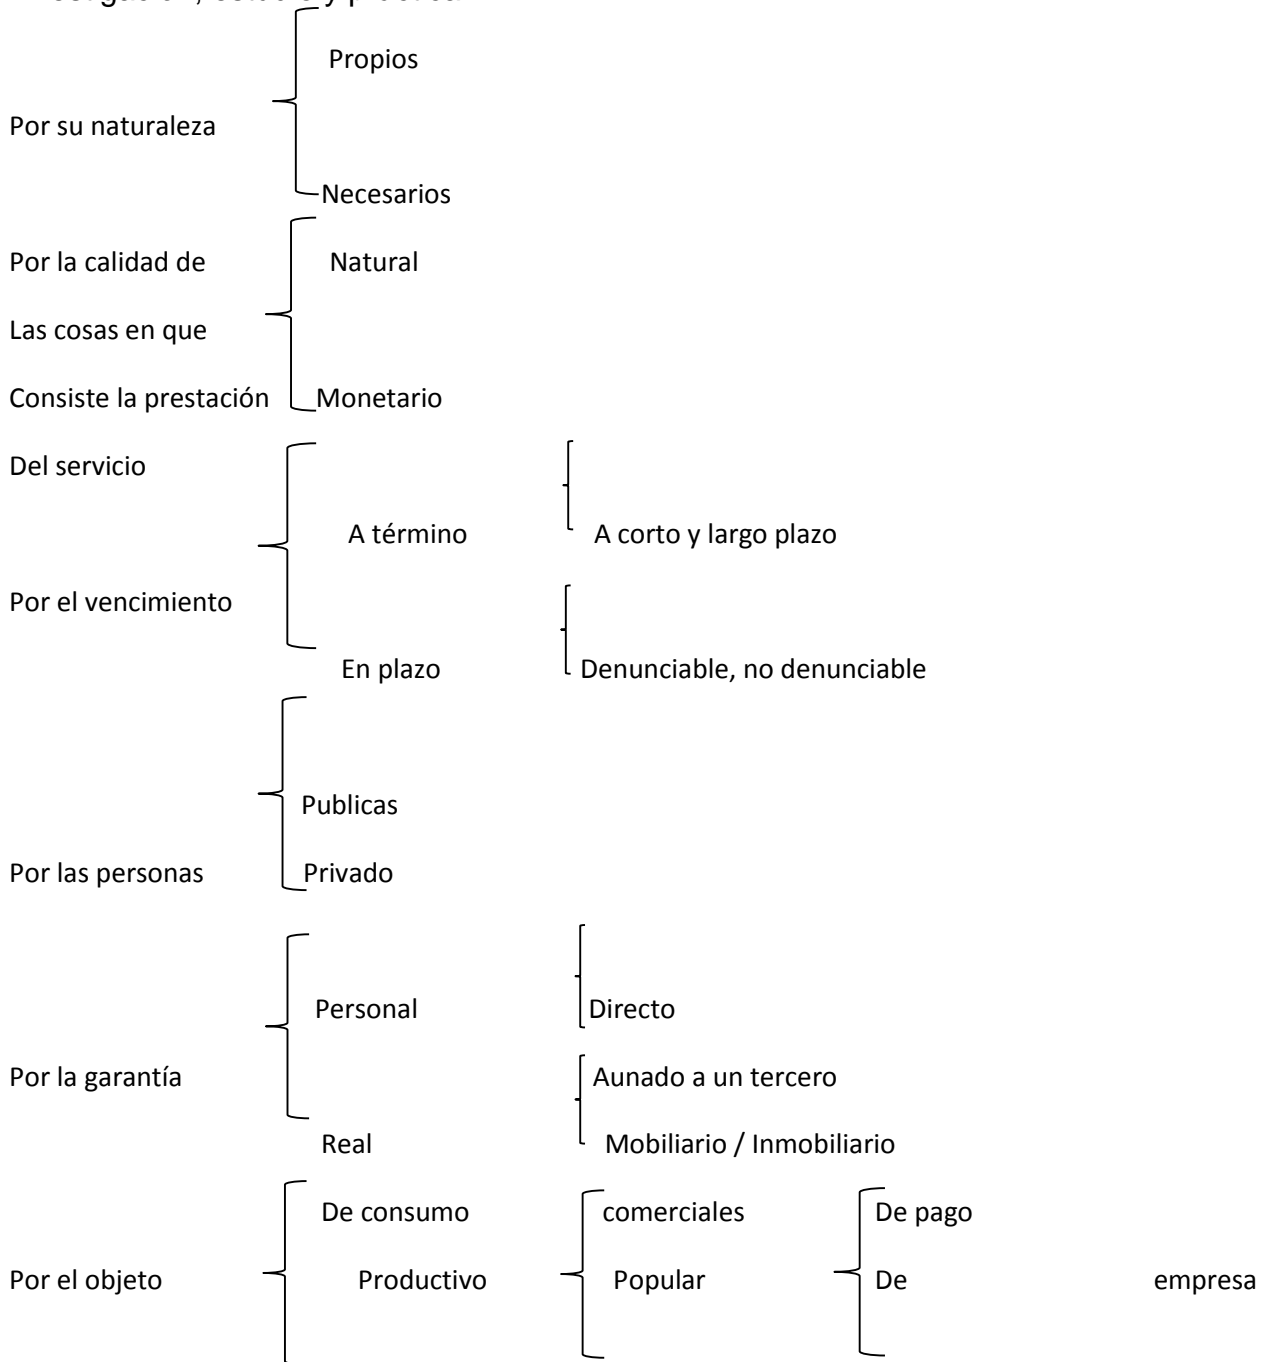 Propios
Por su naturaleza
Necesarios
Por la calidad de Natural
Las cosas en que
Consiste la prestación Monetario
Del servicio
A término A corto y largo plazo
Por el vencimiento
En plazo Denunciable, no denunciable
Publicas
Por las personas Privado
Personal Directo
Por la garantía Aunado a un tercero
Real Mobiliario / Inmobiliario
De consumo comerciales De pago
Por el objeto Productivo Popular De empresa